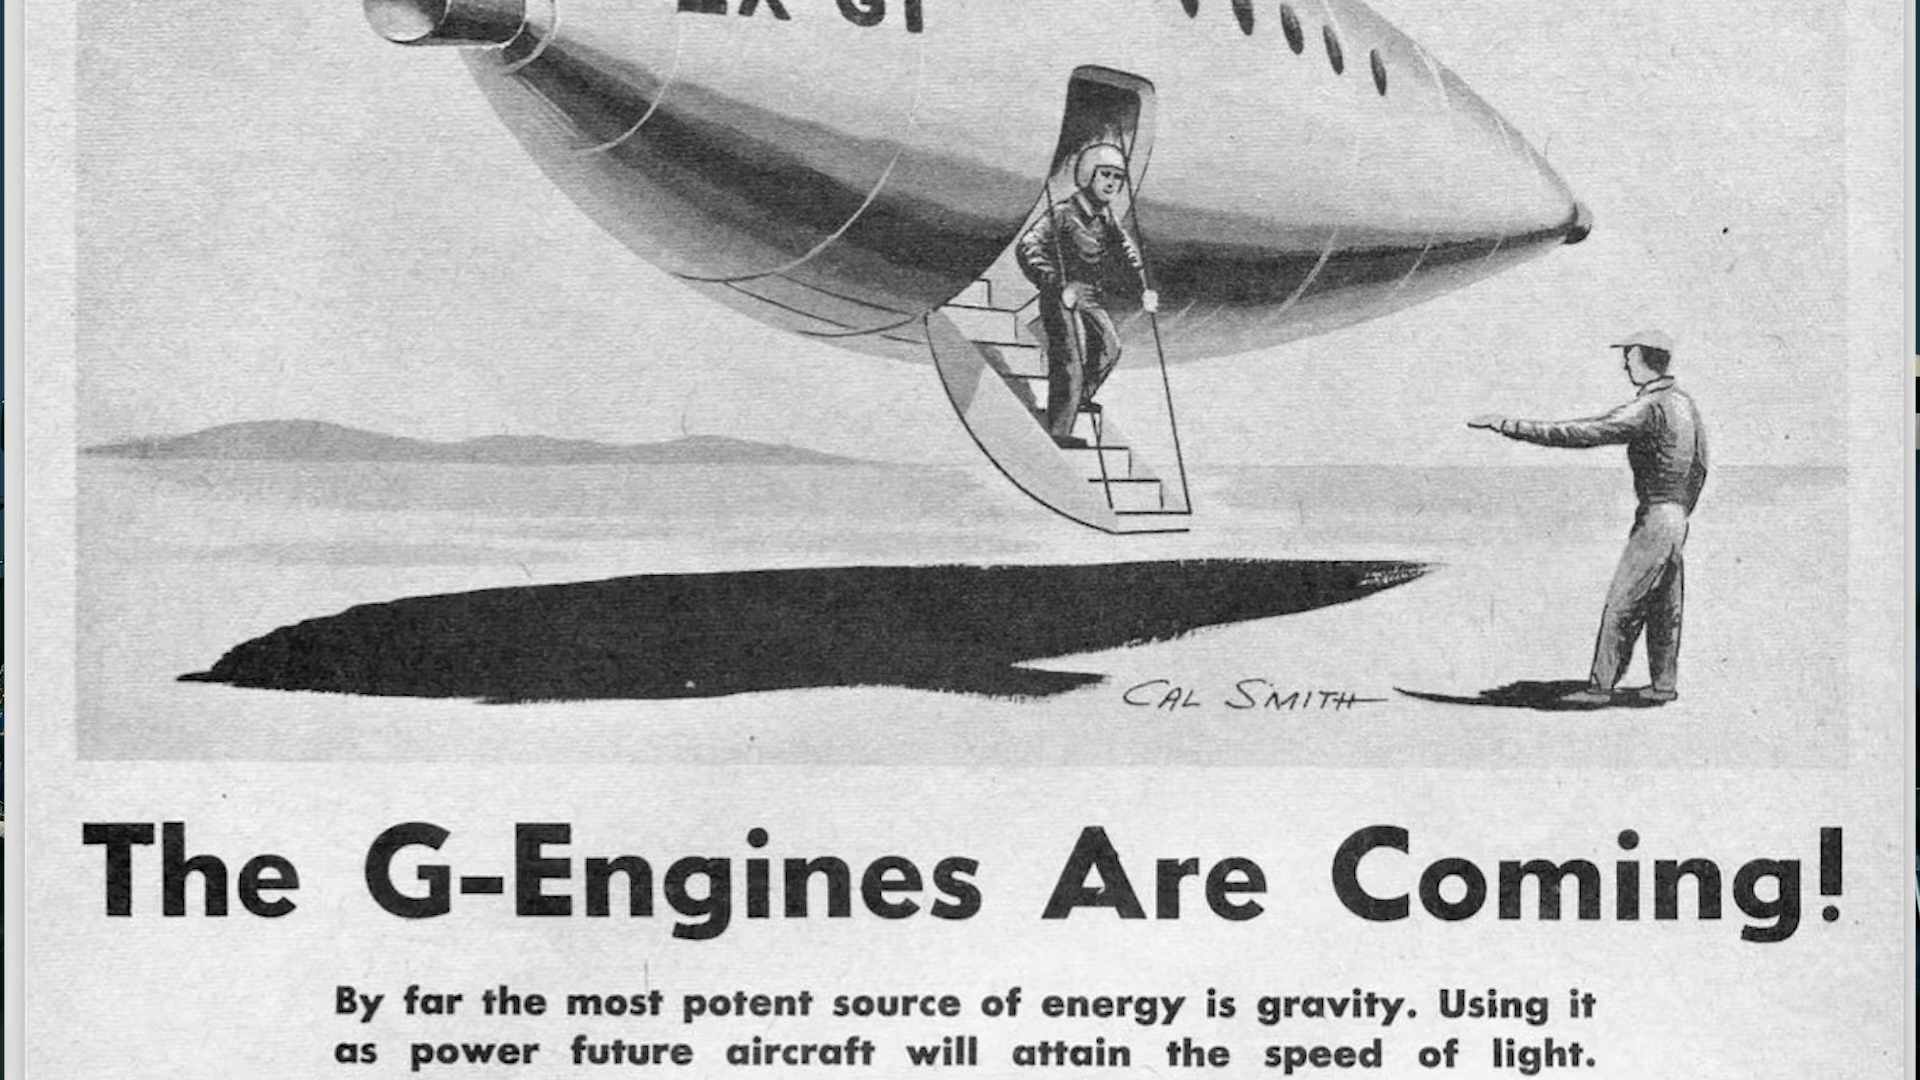 CAL SMITH
The G-Engines Are Coming!
By far the most potent source of energy is gravity. Using it
as power future aircraft will attain the speed of light.